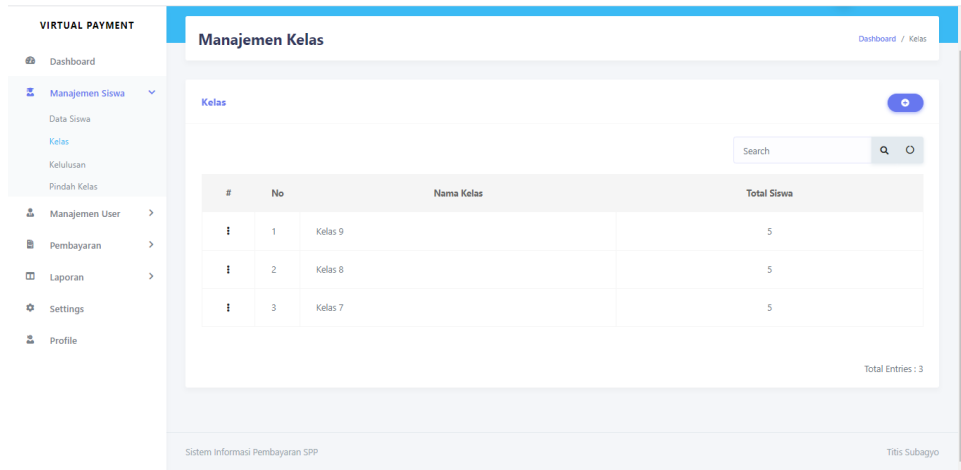 VIRTUAL PAYMENT
Dashboard
Manajemen Siswa
Data Siswa
Kelas
Kelulusan
Pindah Kelas
Manajemen User
Pembayaran
Laporan
Settings
Profile
Manajemen Kelas
Dashboard / Kelas
Kelas
Search
# No Nama Kelas Total Siswa
1 Kelas 9 5
2 Kelas 8 5
3 Kelas 7 5
Total Entries : 3
Sistem Informasi Pembayaran SPP
Titis Subagyo